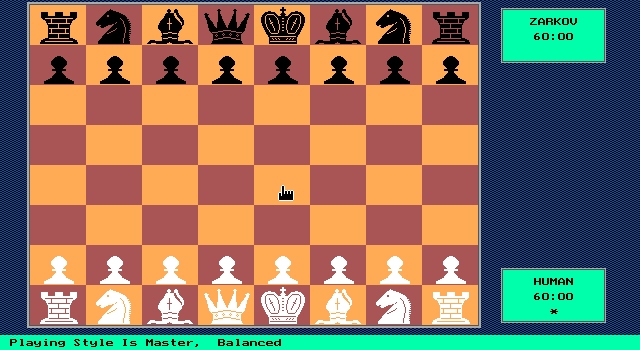 ZARKOV
60:00
HUMAN
60:00
*
Playing Style Is Master,  Balanced